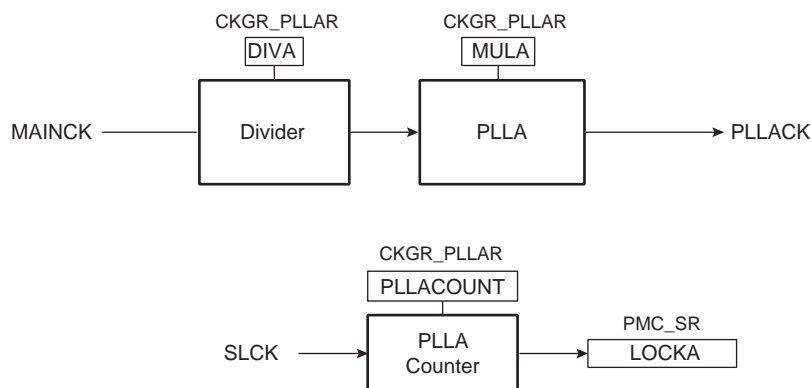 CKGR_PLLAR CKGR_PLLAR
DIVA MULA
MAINCK Divider PLLA PLLACK
CKGR_PLLAR
PLLACOUNT
PMC_SR
SLCK PLLA Counter LOCKA